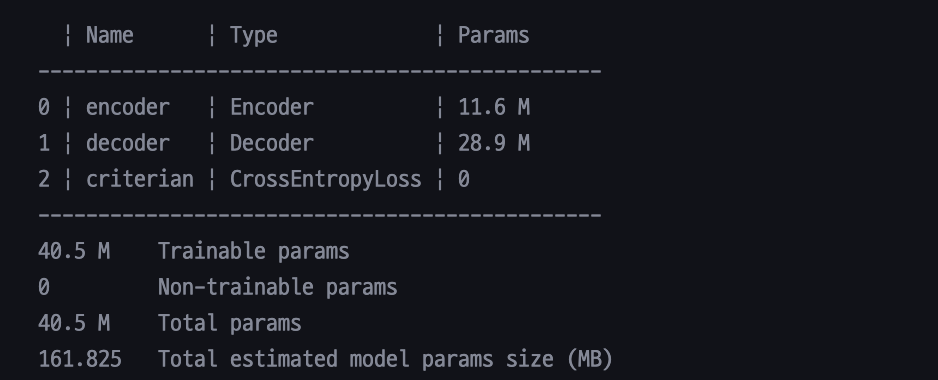 ¦ Name      ¦ Type             ¦ Params
-----------------------------------------------
0 ¦ encoder   ¦ Encoder          ¦ 11.6 M
1 ¦ decoder   ¦ Decoder          ¦ 28.9 M
2 ¦ criterian ¦ CrossEntropyLoss ¦ 0
-----------------------------------------------
40.5 M    Trainable params
0         Non-trainable params
40.5 M    Total params
161.825   Total estimated model params size (MB)